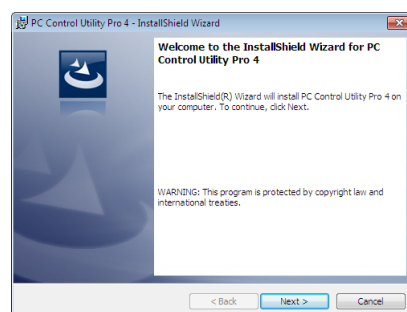 PC Control Utility Pro 4 - InstallShield Wizard
Welcome to the InstallShield Wizard for PC
Control Utility Pro 4
The InstallShield(R) Wizard will install PC Control Utility Pro 4 on
your computer. To continue, click Next.
WARNING: This program is protected by copyright law and
international treaties.
< Back
Next >
Cancel